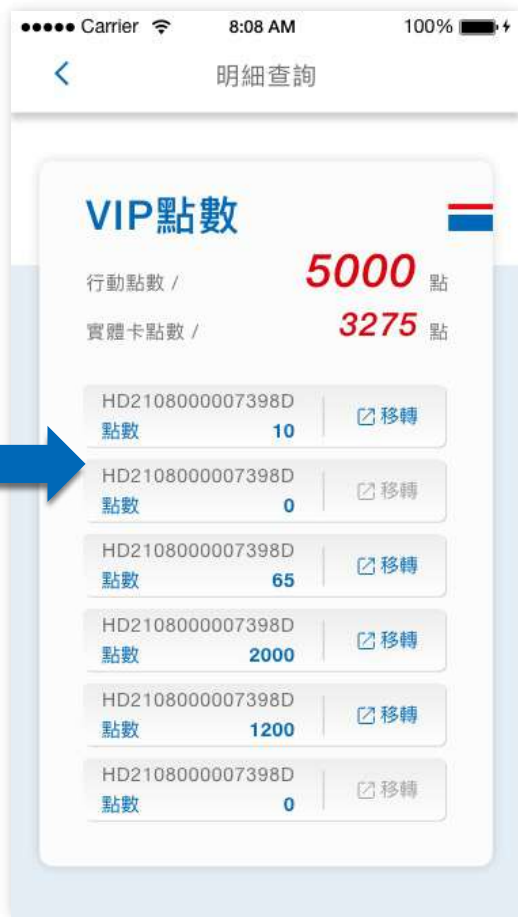 Carrier 8:08 AM 100%
明細查詢
VIP點數
行動點數 / 5000 點
實體卡點數 / 3275 點
HD2108000007398D
點數 10 移轉
HD2108000007398D
點數 0 移轉
HD2108000007398D
點數 65 移轉
HD2108000007398D
點數 2000 移轉
HD2108000007398D
點數 1200 移轉
HD2108000007398D
點數 0 移轉